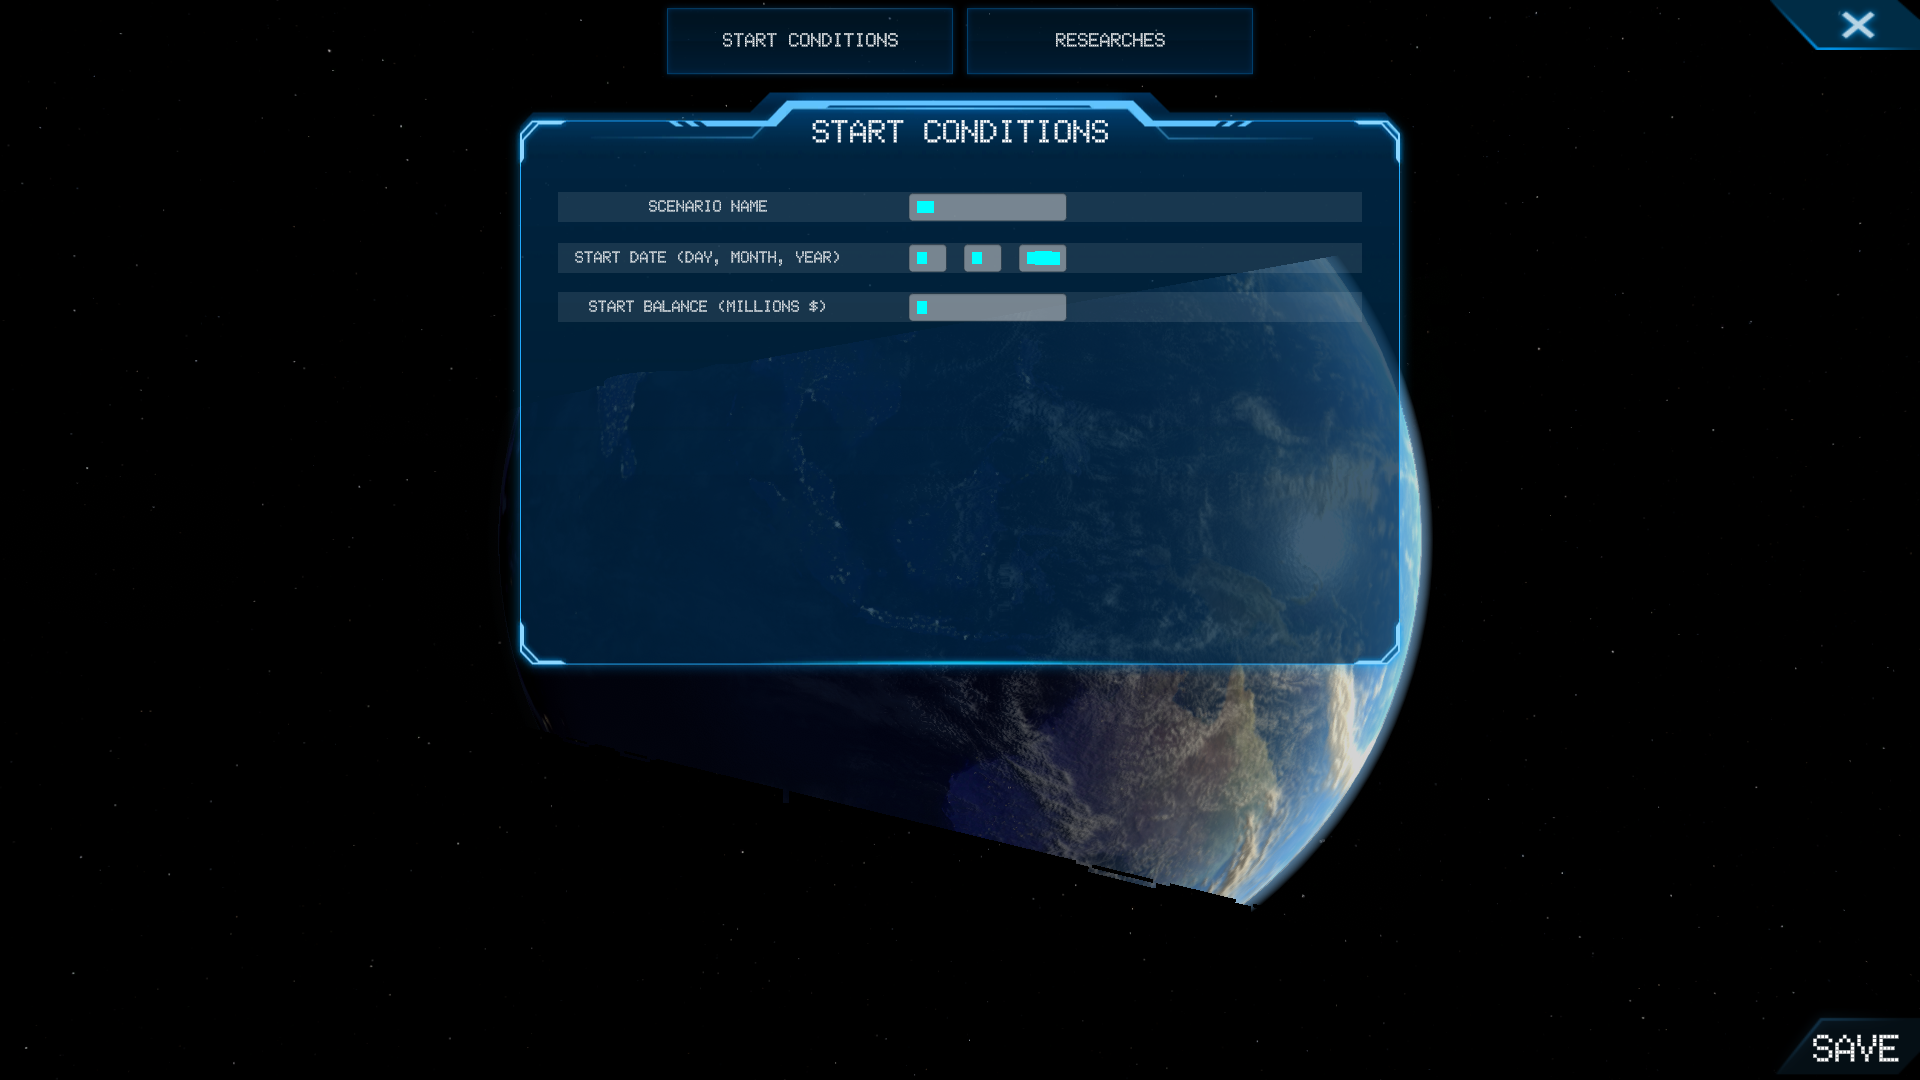 START CONDITIONS
RESEARCHES
START CONDITIONS
SCENARIO NAME
START DATE (DAY, MONTH, YEAR)
START BALANCE (MILLIONS $)
SAVE